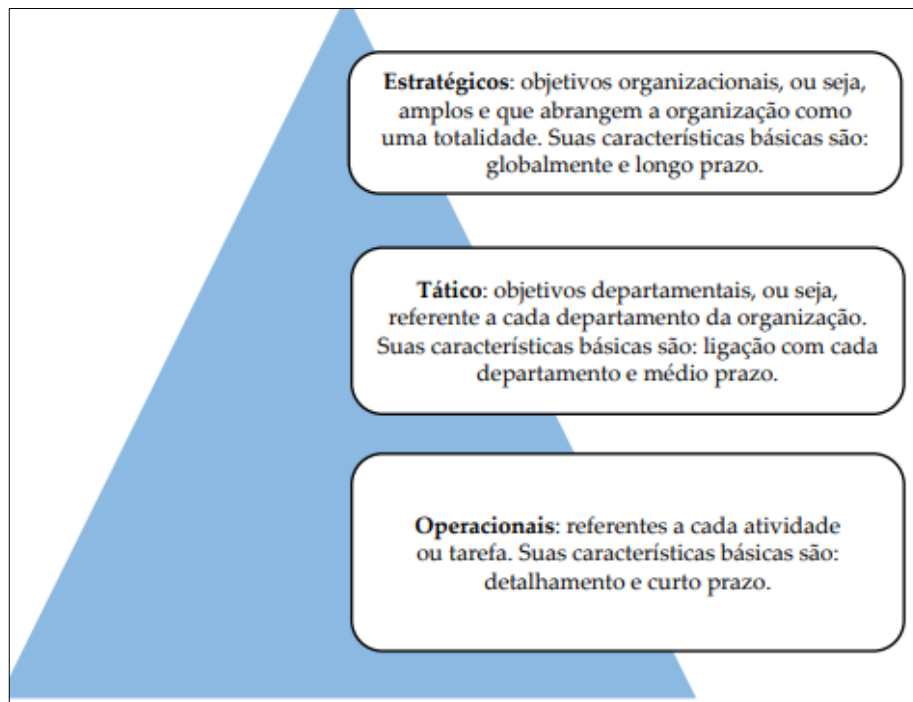 Estratégicos: objetivos organizacionais, ou seja,
amplos e que abrangem a organização como
uma totalidade. Suas características básicas são:
globalmente e longo prazo.
Tático: objetivos departamentais, ou seja,
referente a cada departamento da organização.
Suas características básicas são: ligação com cada
departamento e médio prazo.
Operacionais: referentes a cada atividade
ou tarefa. Suas características básicas são:
detalhamento e curto prazo.